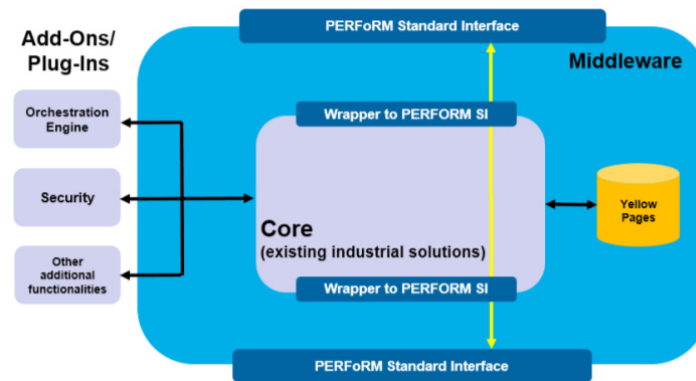 PERFoRM Standard Interface
Add-Ons/
Plug-Ins
Middleware
Orchestration
Engine
Wrapper to PERFORM SI
Security
Yellow
Pages
Core
(existing industrial solutions)
Other
additional
functionalities
Wrapper to PERFORM SI
PERFoRM Standard Interface